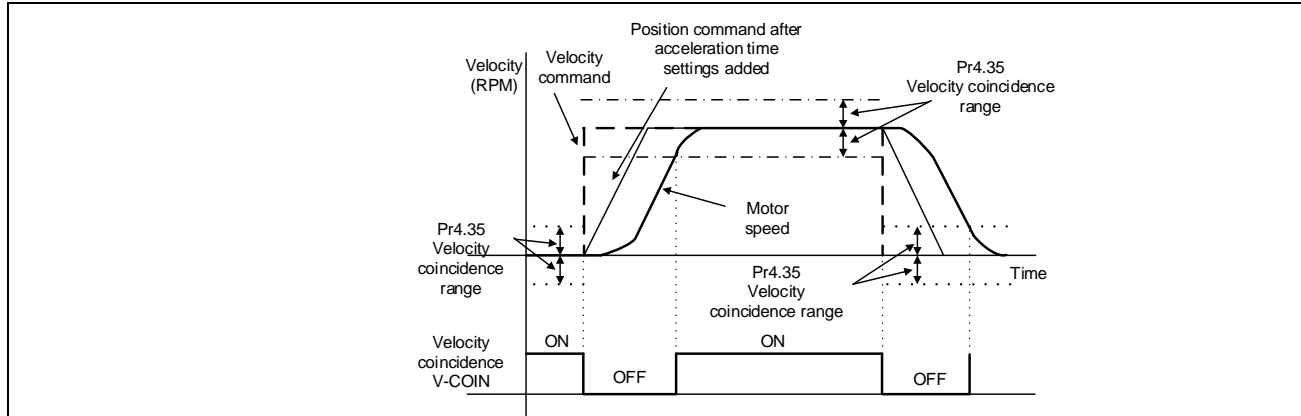 Position command after
acceleration time
settings added
Velocity
(RPM)
Velocity
command
Pr4.35
Velocity coincidence
range
Motor
speed
Pr4.35
Velocity
coincidence
range
Pr4.35
Velocity
coincidence range
Time
Velocity
coincidence
V-COIN
ON
OFF
ON
OFF